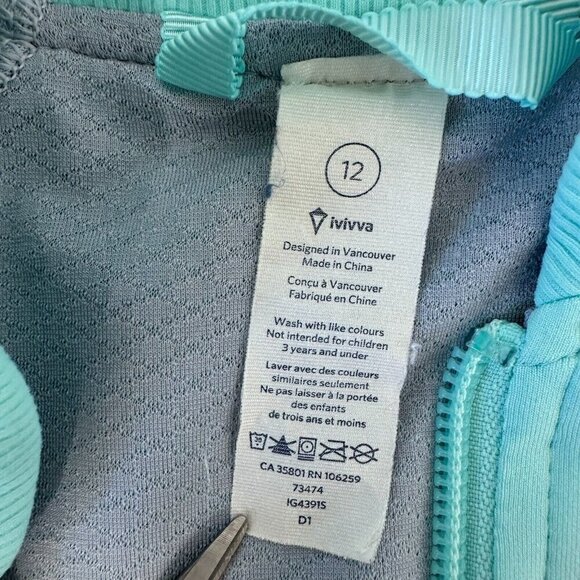 12
ivivva
Designed in Vancouver
Made in China
Conçu à Vancouver
Fabriqué en Chine
Wash with like colours
Not intended for children
3 years and under
Laver avec des couleurs
similaires seulement
Ne pas laisser à la portée
des enfants
de trois ans et moins
30
CA 35801 RN 106259
73474
IG4391S
D1